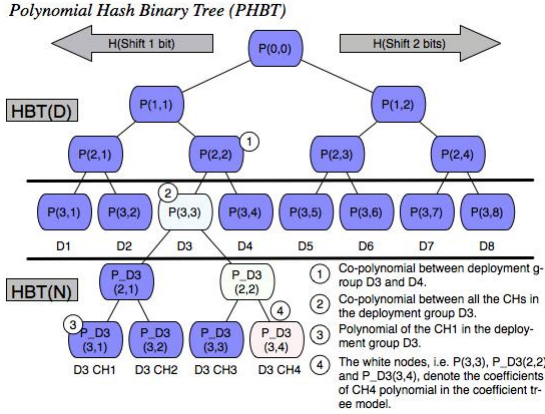 Polynomial Hash Binary Tree (PHBT)
H(Shift 1 bit)
P(0,0)
H(Shift 2 bits)
P(1,1)
P(1,2)
HBT(D)
P(2,1)
P(2,2)
1
P(2,3)
P(2,4)
2
P(3,1)
P(3,2)
P(3,3)
P(3,4)
P(3,5)
P(3,6)
P(3,7)
P(3,8)
D1
D2
D3
D4
D5
D6
D7
D8
HBT(N)
P_D3
(2,1)
P_D3
(2,2)
3
4
P_D3
(3,1)
P_D3
(3,2)
P_D3
(3,3)
P_D3
(3,4)
D3 CH1
D3 CH2
D3 CH3
D3 CH4
1 Co-polynomial between deployment g-
roup D3 and D4.
2 Co-polynomial between all the CHs in
the deployment group D3.
3 Polynomial of the CH1 in the deploy-
ment group D3.
4 The white nodes, i.e. P(3,3), P_D3(2,2)
and P_D3(3,4), denote the coefficients
of CH4 polynomial in the coefficient tr-
ee model.